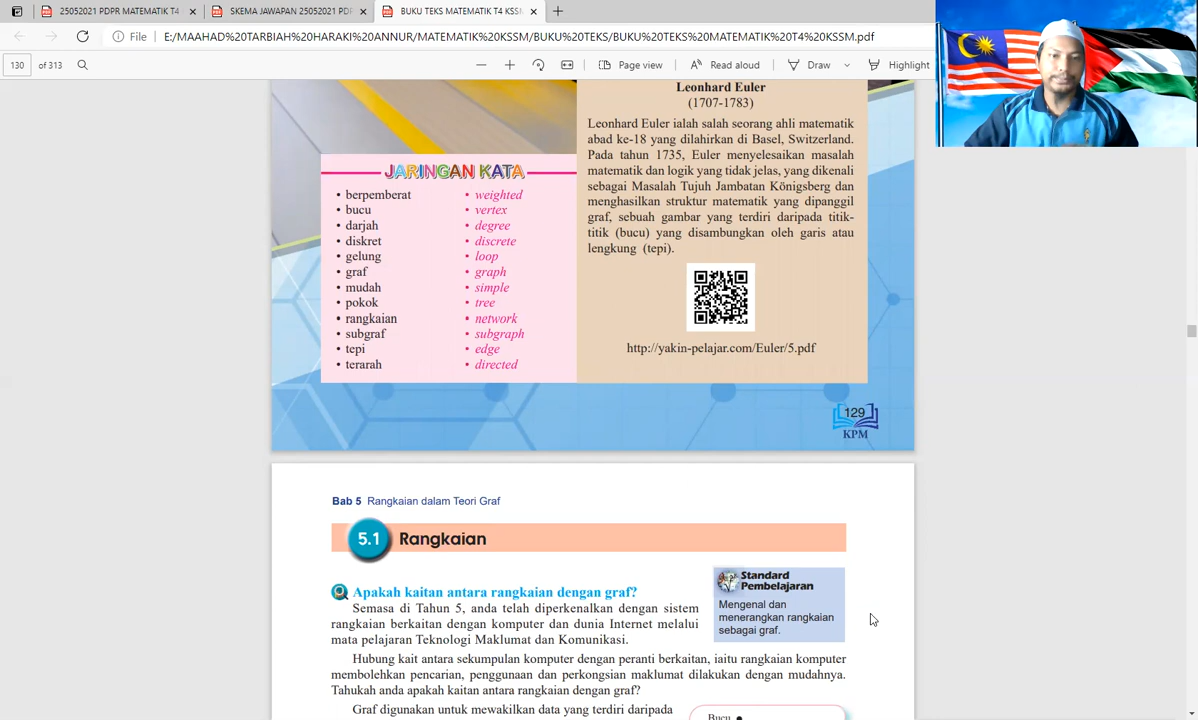 25052021 PDPR MATEMATIK T4
SKEMA JAWAPAN 25052021 PDF
BUKU TEKS MATEMATIK T4 KSSM
File
E:/MAAHAD%20TARBIAH%20HARAKI%20ANNUR/MATEMATIK%20KSSM/BUKU%20TEKS/BUKU%20TEKS%20MATEMATIK%20T4%20KSSM.pdf
130 of 313
Page view
Read aloud
Draw
Highlight
Leonhard Euler
(1707-1783)
Leonhard Euler ialah salah seorang ahli matematik
abad ke-18 yang dilahirkan di Basel, Switzerland.
Pada tahun 1735, Euler menyelesaikan masalah
matematik dan logik yang tidak jelas, yang dikenali
sebagai Masalah Tujuh Jambatan Königsberg dan
menghasilkan struktur matematik yang dipanggil
graf, sebuah gambar yang terdiri daripada titik-
titik (bucu) yang disambungkan oleh garis atau
lengkung (tepi).
http://yakin-pelajar.com/Euler/5.pdf
JARINGAN KATA
• berpemberat • weighted
• bucu • vertex
• darjah • degree
• diskret • discrete
• gelung • loop
• graf • graph
• mudah • simple
• pokok • tree
• rangkaian • network
• subgraf • subgraph
• tepi • edge
• terarah • directed
129
KPM
Bab 5 Rangkaian dalam Teori Graf
5.1 Rangkaian
Apakah kaitan antara rangkaian dengan graf?
Semasa di Tahun 5, anda telah diperkenalkan dengan sistem
rangkaian berkaitan dengan komputer dan dunia Internet melalui
mata pelajaran Teknologi Maklumat dan Komunikasi.
Standard
Pembelajaran
Mengenal dan
menerangkan rangkaian
sebagai graf.
Hubung kait antara sekumpulan komputer dengan peranti berkaitan, iaitu rangkaian komputer
membolehkan pencarian, penggunaan dan perkongsian maklumat dilakukan dengan mudahnya.
Tahukah anda apakah kaitan antara rangkaian dengan graf?
Graf digunakan untuk mewakilkan data yang terdiri daripada
Bucu